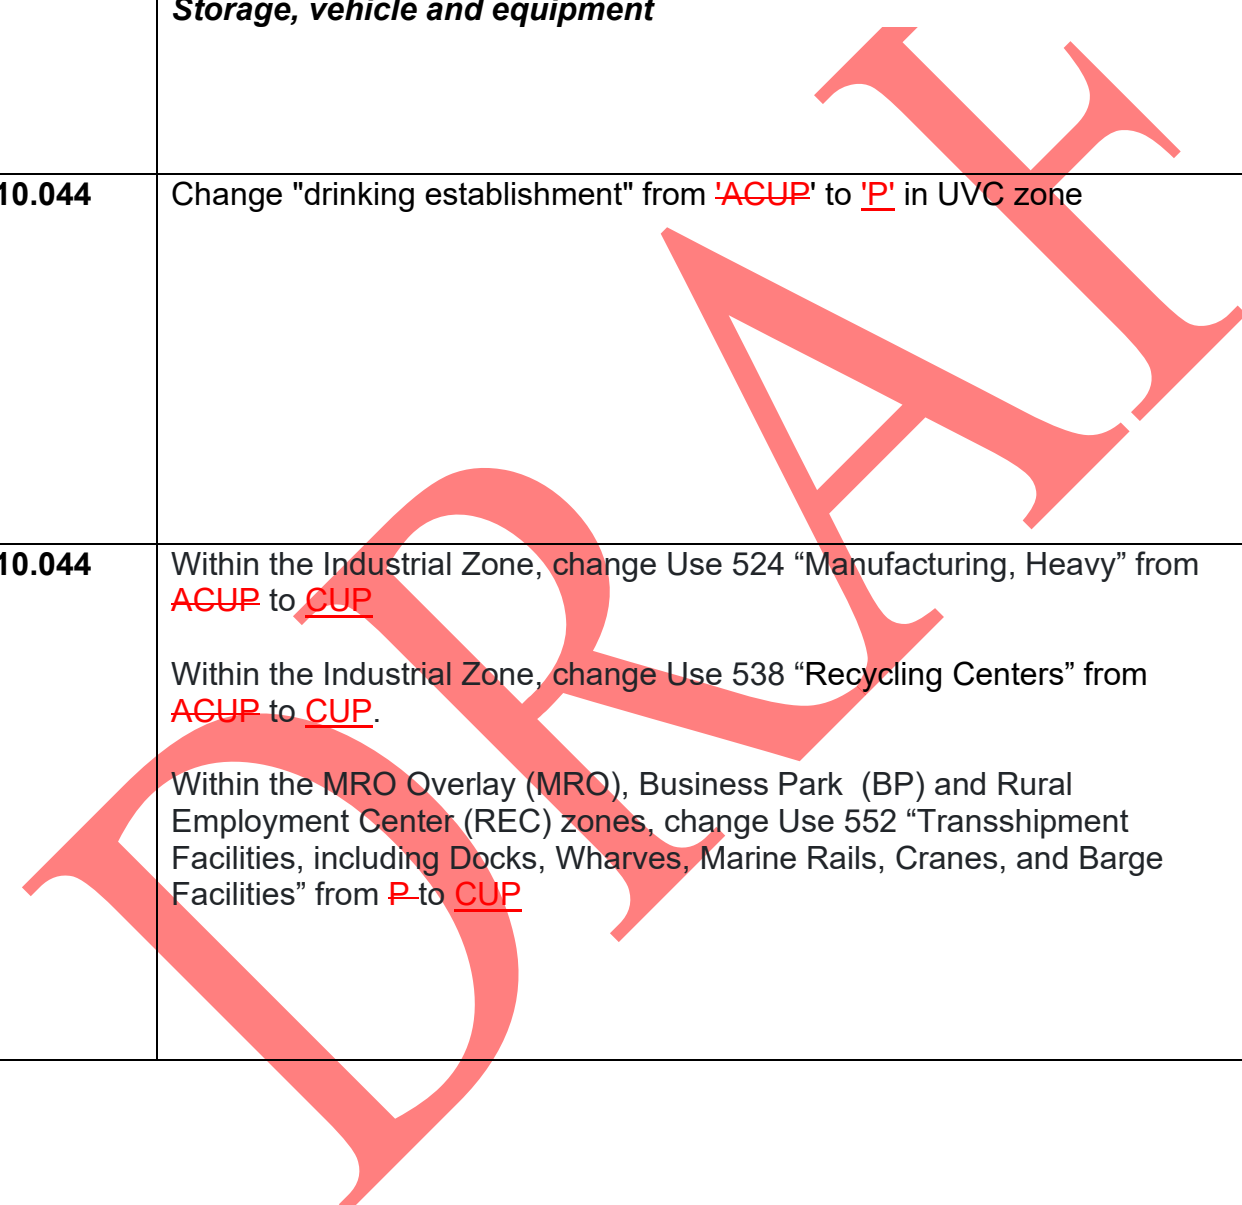 Storage, vehicle and equipment
10.044
Change "drinking establishment" from 'ACUP' to 'P' in UVC zone
10.044
Within the Industrial Zone, change Use 524 “Manufacturing, Heavy” from
ACUP to CUP
Within the Industrial Zone, change Use 538 “Recycling Centers” from
ACUP to CUP.
Within the MRO Overlay (MRO), Business Park  (BP) and Rural
Employment Center (REC) zones, change Use 552 “Transshipment
Facilities, including Docks, Wharves, Marine Rails, Cranes, and Barge
Facilities” from P to CUP
DRAF